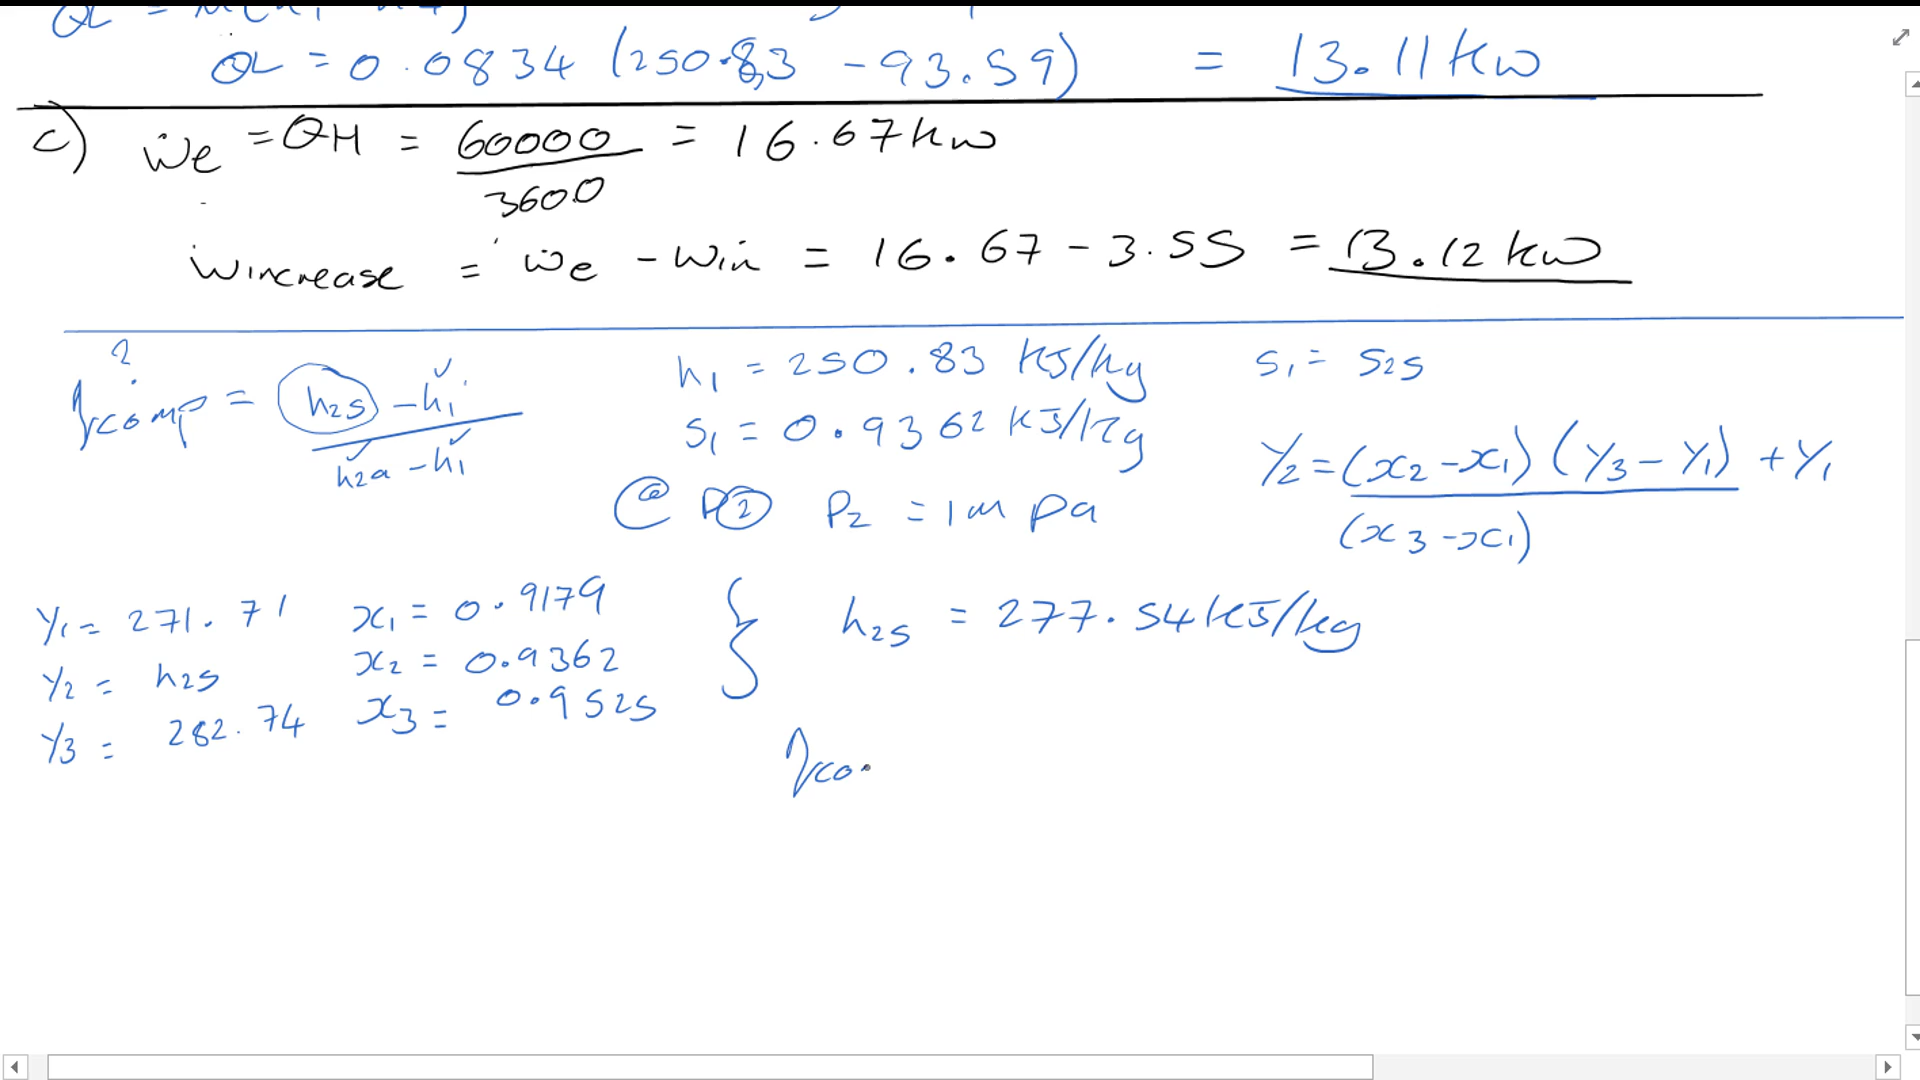 QL = 0.0834 (250.83 - 93.59) = 13.11 kw
c) ẇe = QH = 60000 / 3600 = 16.67 kw
ẇincrease = ẇe - win = 16.67 - 3.55 = 13.12 kw
?
ηcomp = h2s - h1 / h2a - h1
h1 = 250.83 KJ/kg
s1 = 0.9362 KJ/Kg
@ P2 P2 = 1 m pa
s1 = s2s
Y2 = (x2 - x1) (Y3 - Y1) / (x3 - x1) + Y1
Y1 = 271.71 x1 = 0.9179
Y2 = h2s x2 = 0.9362
Y3 = 282.74 x3 = 0.9525
} h2s = 277.54 KJ/kg
ηco